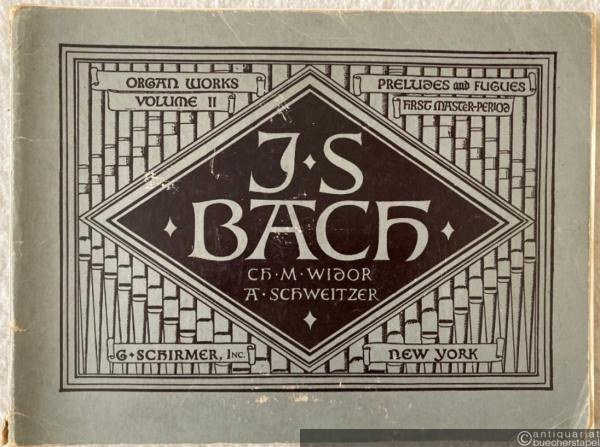 ORGAN WORKS
VOLUME II
PRELUDES and FUGUES
FIRST MASTER-PERIOD
J·S
BACH
CH·M·WIDOR
A·SCHWEITZER
G·SCHIRMER, INC.
NEW YORK
©antiquariat
buecherstapel